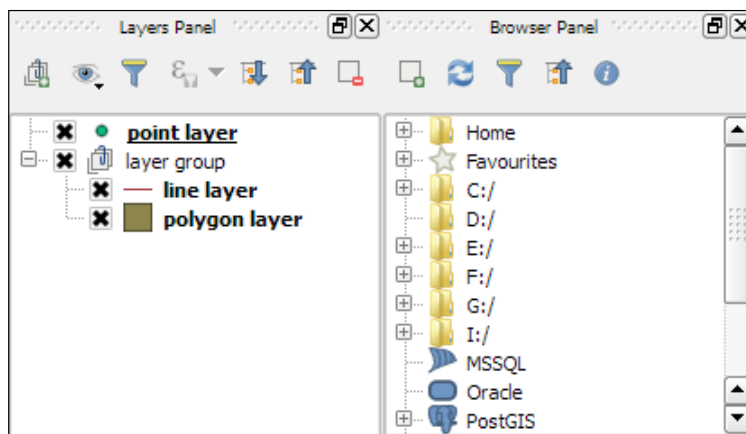 Layers Panel
point layer
layer group
line layer
polygon layer
Browser Panel
Home
Favourites
C:/
D:/
E:/
F:/
G:/
I:/
MSSQL
Oracle
PostGIS